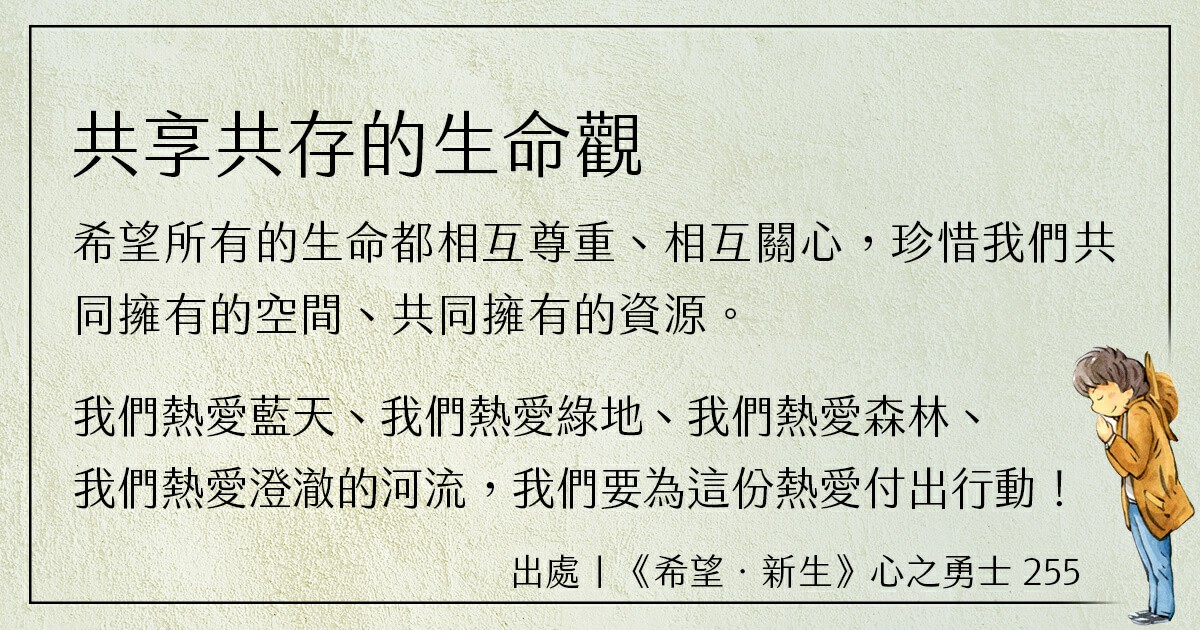 共享共存的生命觀
希望所有的生命都相互尊重、相互關心，珍惜我們共
同擁有的空間、共同擁有的資源。
我們熱愛藍天、我們熱愛綠地、我們熱愛森林、
我們熱愛澄澈的河流，我們要為這份熱愛付出行動！
出處｜《希望．新生》心之勇士 255